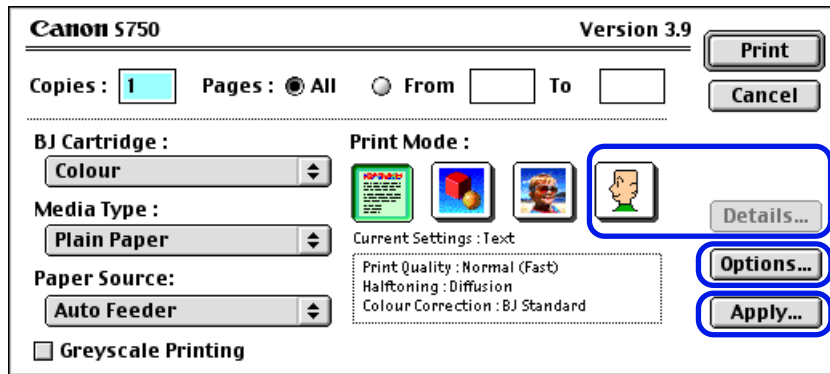 Canon S750
Version 3.9
Print
Copies : 1 Pages : All From To
Cancel
BJ Cartridge :
Colour
Print Mode :
Media Type :
Plain Paper
Details...
Current Settings : Text
Paper Source:
Auto Feeder
Print Quality : Normal (Fast)
Halftoning : Diffusion
Colour Correction : BJ Standard
Options...
Apply...
Greyscale Printing